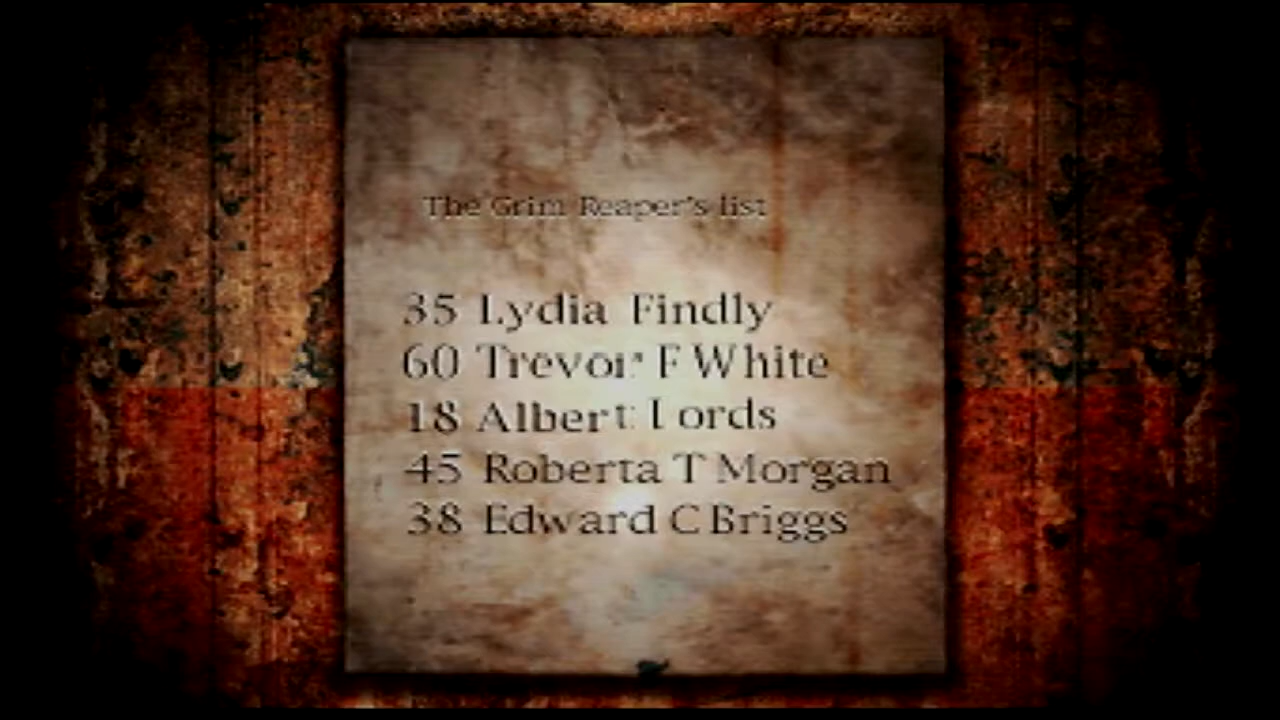 The Grim Reaper's list
35 Lydia Findly
60 Trevor F White
18 Albert Lords
45 Roberta T Morgan
38 Edward C Briggs